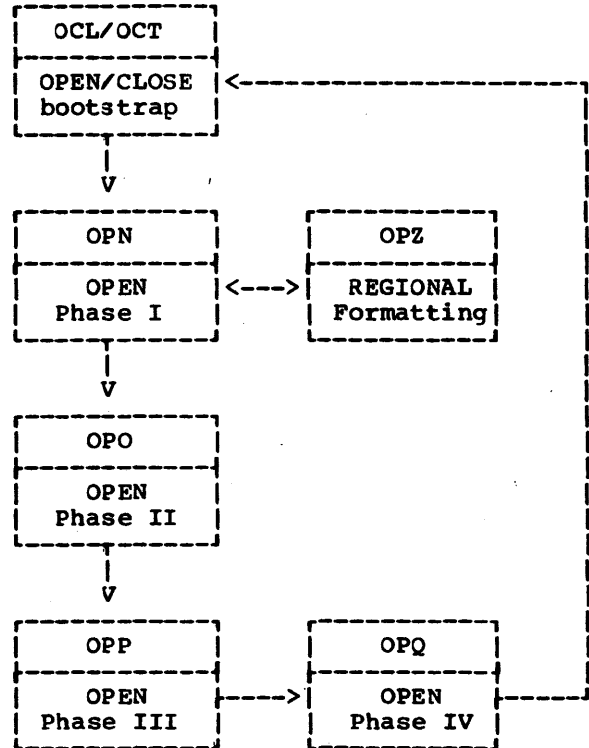 OCL/OCT
OPEN/CLOSE
bootstrap
OPN
OPEN
Phase I
OPZ
REGIONAL
Formatting
OPO
OPEN
Phase II
OPP
OPEN
Phase III
OPQ
OPEN
Phase IV